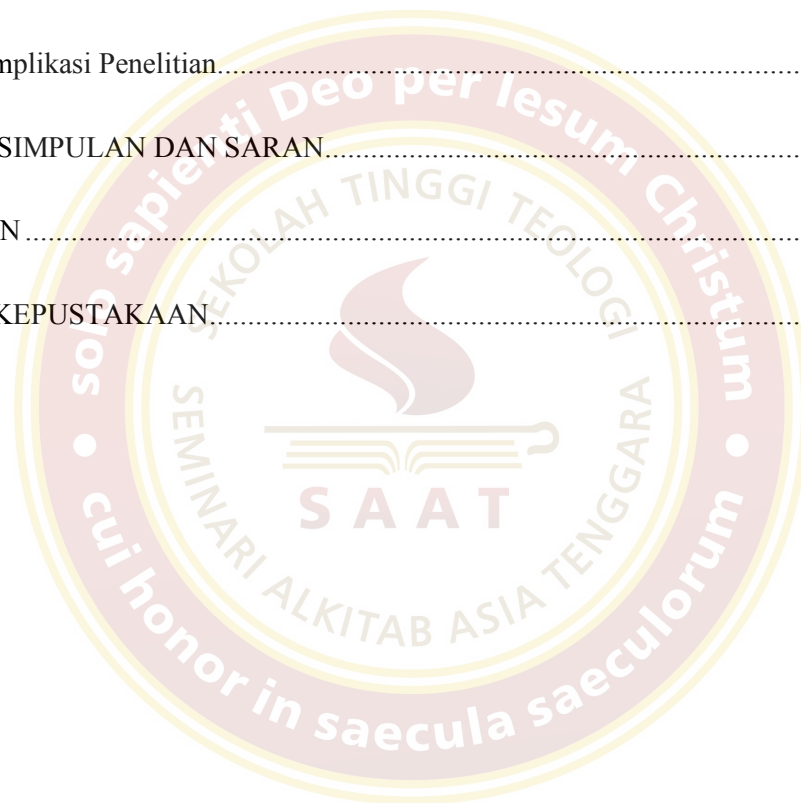 mplikasi Penelitian..........................................................................
SIMPULAN DAN SARAN..............................................................
N.....................................................................................................
KEPUSTAKAAN.............................................................................
solo sapienti Deo per Iesum Christum
cui honor in saecula saeculorum
SEKOLAH TINGGI TEOLOGI
SEMINARI ALKITAB ASIA TENGGARA
SAAT